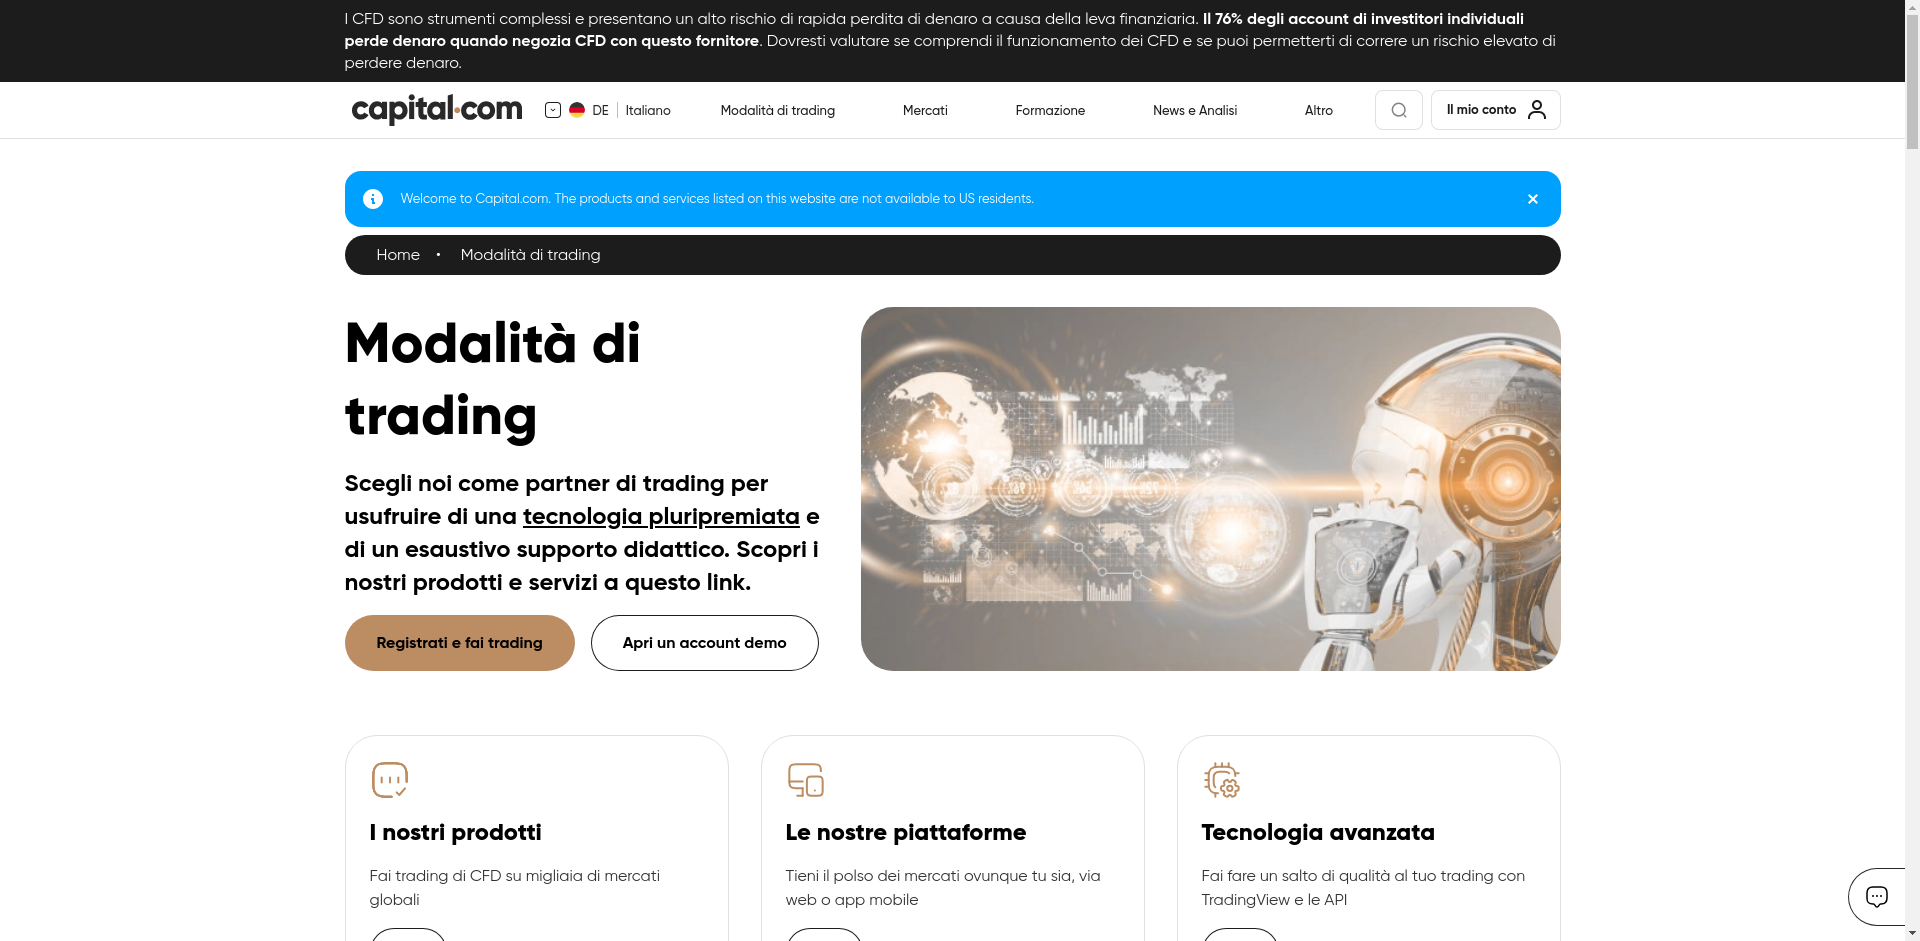 I CFD sono strumenti complessi e presentano un alto rischio di rapida perdita di denaro a causa della leva finanziaria. Il 76% degli account di investitori individuali
perde denaro quando negozia CFD con questo fornitore. Dovresti valutare se comprendi il funzionamento dei CFD e se puoi permetterti di correre un rischio elevato di
perdere denaro.
capital.com DE Italiano Modalità di trading Mercati Formazione News e Analisi Altro Il mio conto
Welcome to Capital.com. The products and services listed on this website are not available to US residents.
Home • Modalità di trading
Modalità di
trading
Scegli noi come partner di trading per
usufruire di una tecnologia pluripremiata e
di un esaustivo supporto didattico. Scopri i
nostri prodotti e servizi a questo link.
Registrati e fai trading Apri un account demo
I nostri prodotti
Fai trading di CFD su migliaia di mercati
globali
Le nostre piattaforme
Tieni il polso dei mercati ovunque tu sia, via
web o app mobile
Tecnologia avanzata
Fai fare un salto di qualità al tuo trading con
TradingView e le API